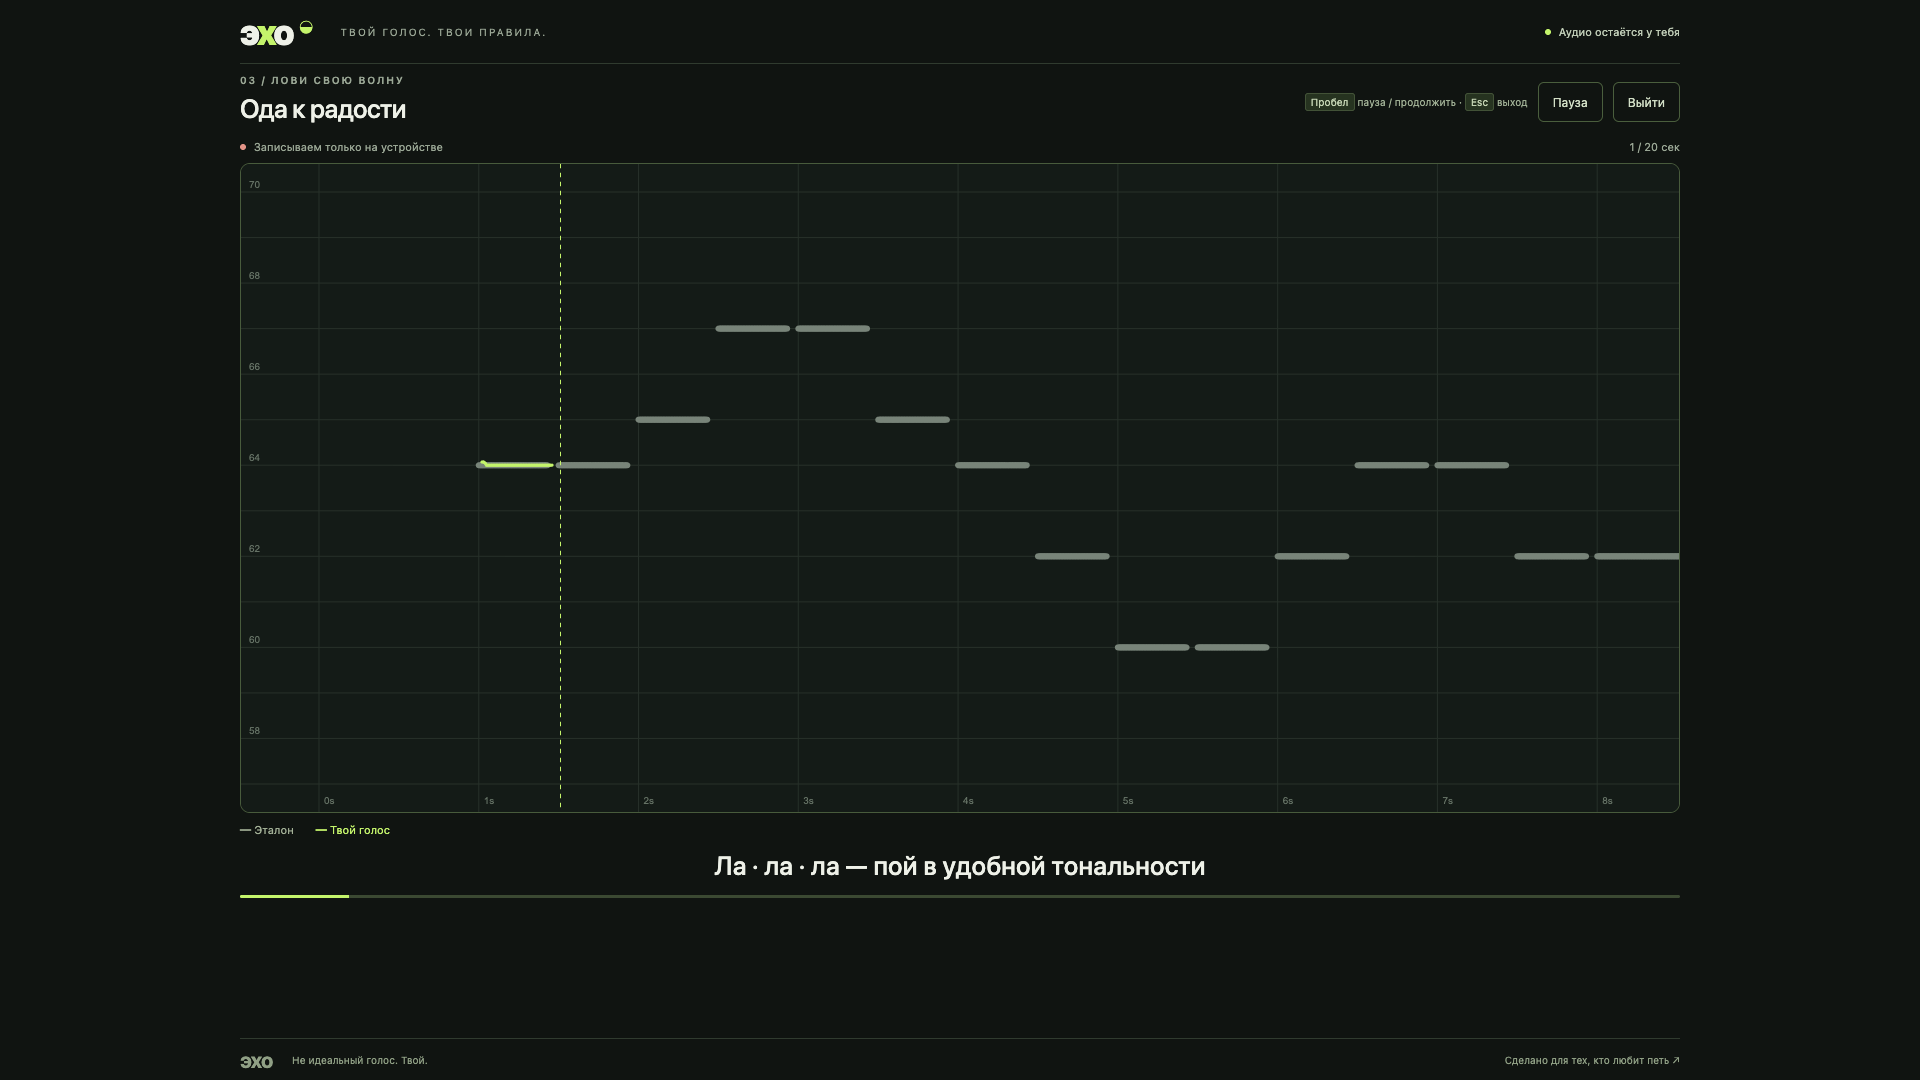 эхо
ТВОЙ ГОЛОС. ТВОИ ПРАВИЛА.
Аудио остаётся у тебя
03 / ЛОВИ СВОЮ ВОЛНУ
Ода к радости
Пробел пауза / продолжить · Esc выход
Пауза
Выйти
Записываем только на устройстве
1 / 20 сек
70
68
66
64
62
60
58
0s
1s
2s
3s
4s
5s
6s
7s
8s
Эталон
Твой голос
Ла · ла · ла — пой в удобной тональности
эхо
Не идеальный голос. Твой.
Сделано для тех, кто любит петь ↗